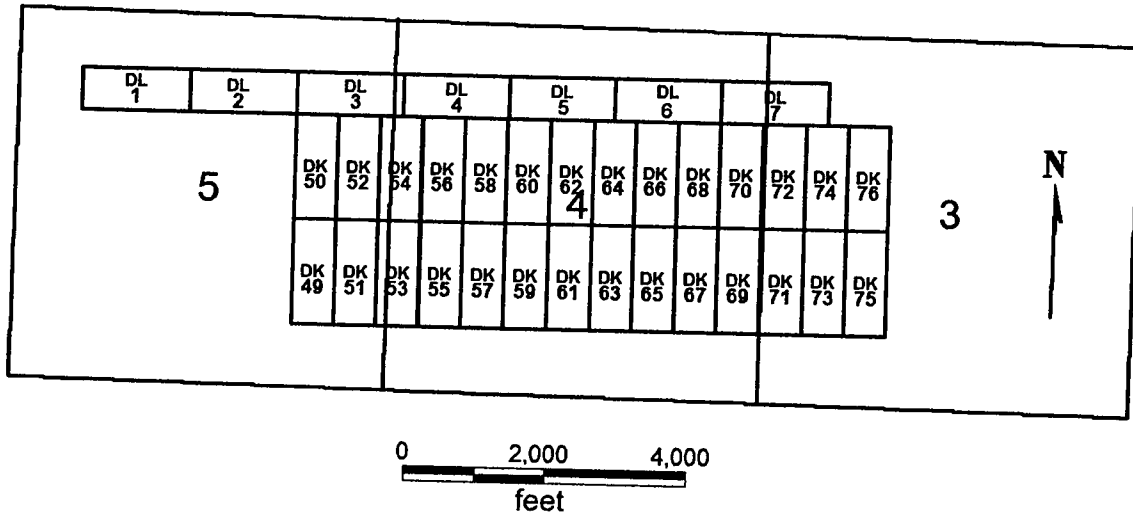 DL
1
DL
2
DL
3
DL
4
DL
5
DL
6
DL
7
DK
50
DK
52
DK
54
DK
56
DK
58
DK
60
DK
62
DK
64
DK
66
DK
68
DK
70
DK
72
DK
74
DK
76
5
4
3
N
DK
49
DK
51
DK
53
DK
55
DK
57
DK
59
DK
61
DK
63
DK
65
DK
67
DK
69
DK
71
DK
73
DK
75
0 2,000 4,000
feet